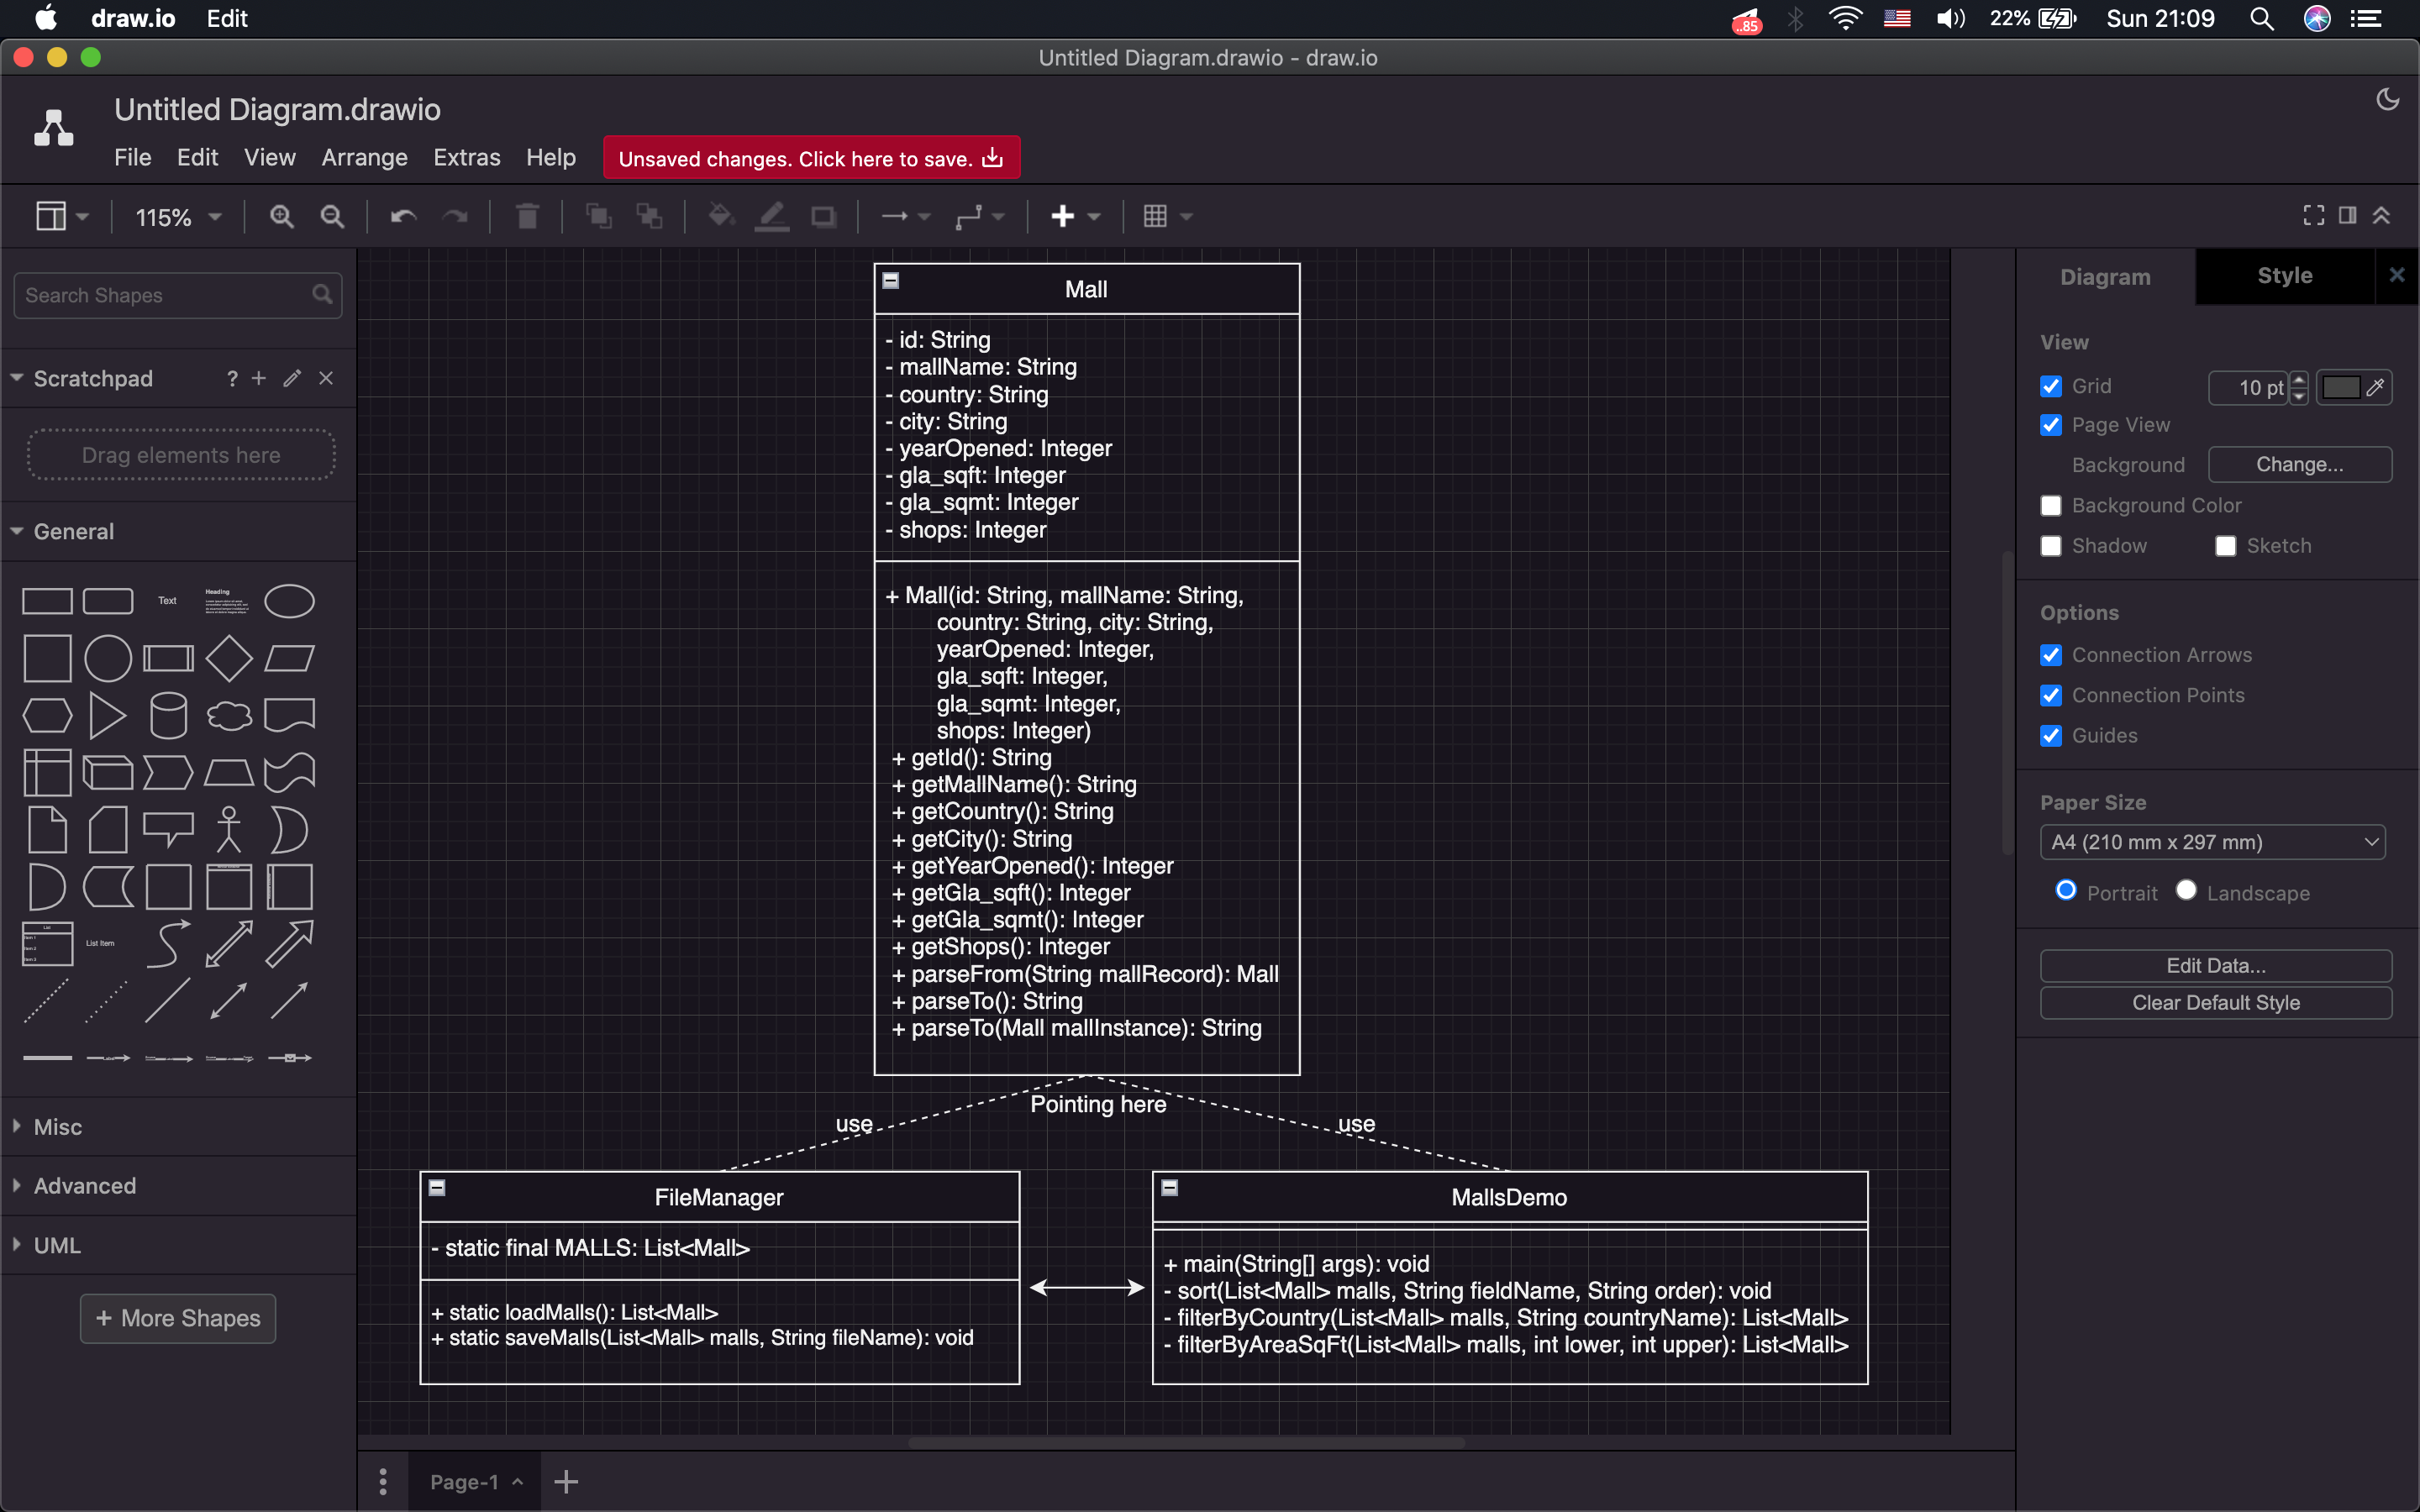 draw.io Edit
..85 22% Sun 21:09
Untitled Diagram.drawio - draw.io
Untitled Diagram.drawio
File Edit View Arrange Extras Help Unsaved changes. Click here to save.
115%
Search Shapes
Scratchpad ? + ×
Drag elements here
General
Text
Heading
List
Item 1
Item 2
Item 3
List Item
Label
Misc
Advanced
UML
+ More Shapes
Mall
- id: String
- mallName: String
- country: String
- city: String
- yearOpened: Integer
- gla_sqft: Integer
- gla_sqmt: Integer
- shops: Integer
+ Mall(id: String, mallName: String,
country: String, city: String,
yearOpened: Integer,
gla_sqft: Integer,
gla_sqmt: Integer,
shops: Integer)
+ getId(): String
+ getMallName(): String
+ getCountry(): String
+ getCity(): String
+ getYearOpened(): Integer
+ getGla_sqft(): Integer
+ getGla_sqmt(): Integer
+ getShops(): Integer
+ parseFrom(String mallRecord): Mall
+ parseTo(): String
+ parseTo(Mall mallInstance): String
Pointing here
use
use
FileManager
- static final MALLS: List<Mall>
+ static loadMalls(): List<Mall>
+ static saveMalls(List<Mall> malls, String fileName): void
MallsDemo
+ main(String[] args): void
- sort(List<Mall> malls, String fieldName, String order): void
- filterByCountry(List<Mall> malls, String countryName): List<Mall>
- filterByAreaSqFt(List<Mall> malls, int lower, int upper): List<Mall>
Page-1
Diagram Style
View
Grid 10 pt
Page View
Background Change...
Background Color
Shadow Sketch
Options
Connection Arrows
Connection Points
Guides
Paper Size
A4 (210 mm x 297 mm)
Portrait Landscape
Edit Data...
Clear Default Style